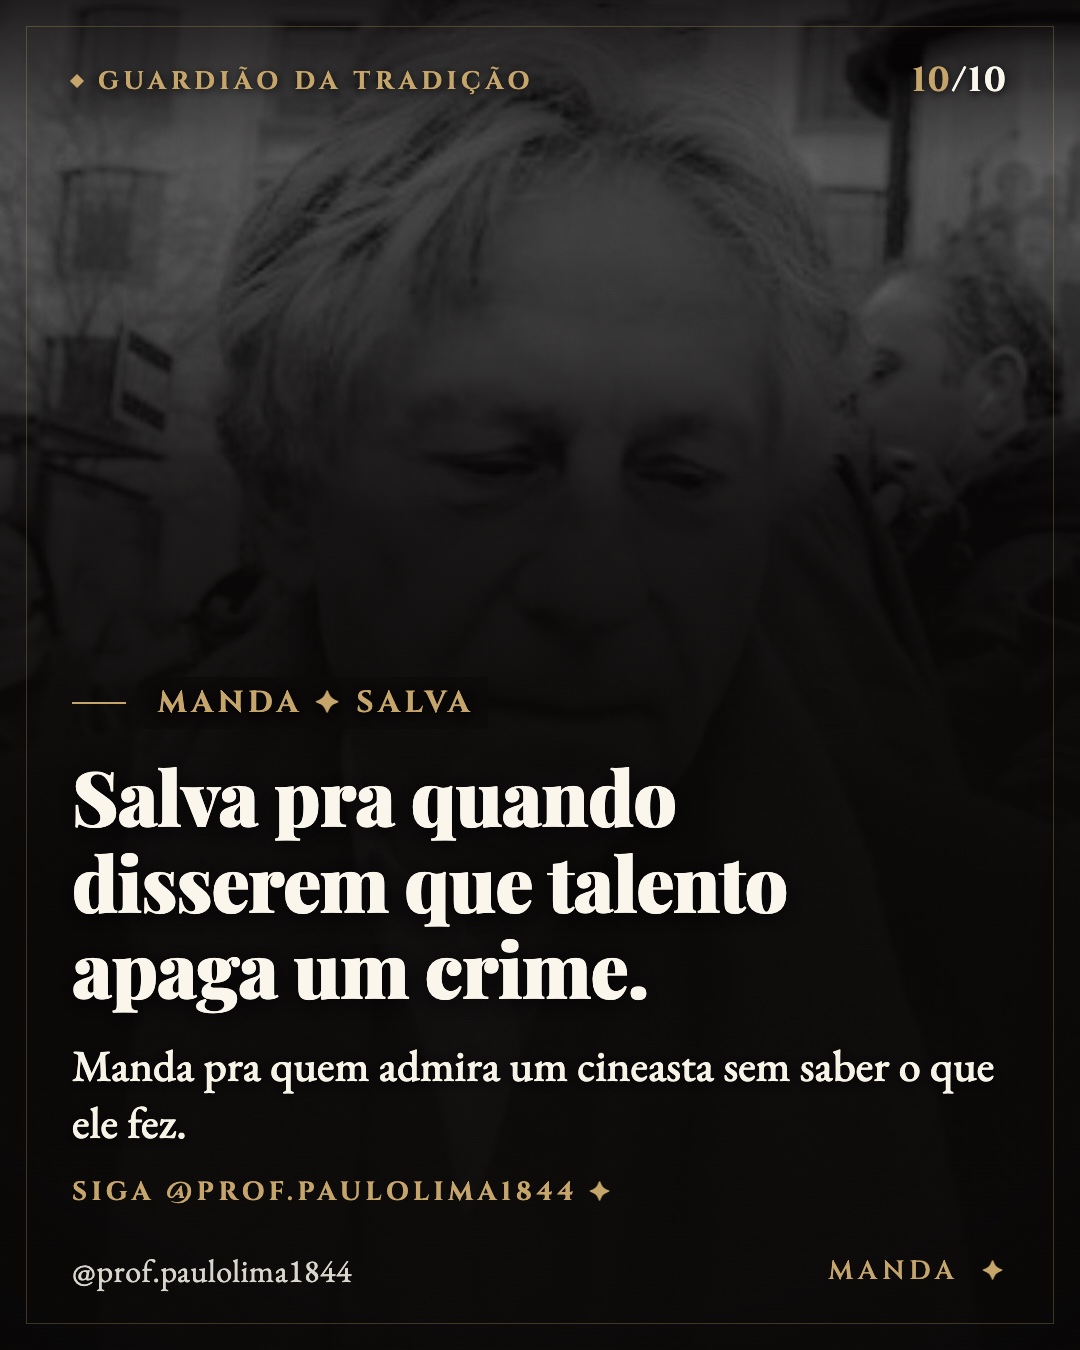 ◆ GUARDIÃO DA TRADIÇÃO
10/10
MANDA ✦ SALVA
Salva pra quando
disserem que talento
apaga um crime.
Manda pra quem admira um cineasta sem saber o que
ele fez.
SIGA @PROF.PAULOLIMA1844 ✦
@prof.paulolima1844
MANDA ✦